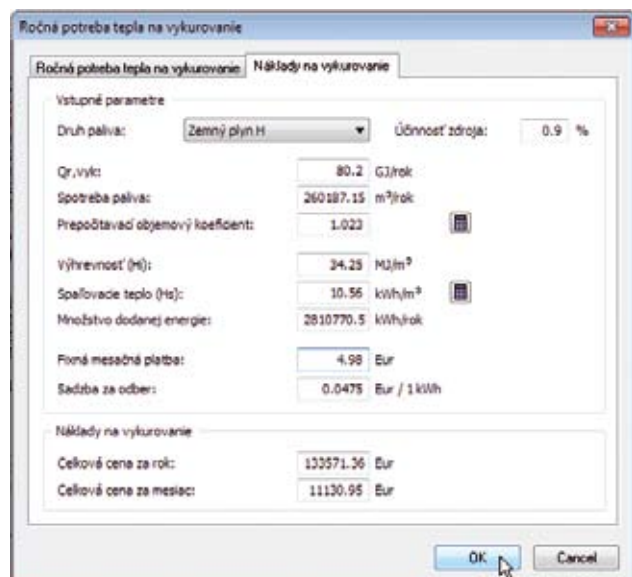 Ročná potreba tepla na vykurovanie
Ročná potreba tepla na vykurovanie Náklady na vykurovanie
Vstupné parametre
Druh paliva: Zemný plyn H Účinnosť zdroja: 0.9 %
Qr,vyk: 80.2 GJ/rok
Spotreba paliva: 260187.15 m³/rok
Prepočítavací objemový koeficient: 1.023
Výhrevnosť (Hi): 34.25 MJ/m³
Spaľovacie teplo (Hs): 10.56 kWh/m³
Množstvo dodanej energie: 2810770.5 kWh/rok
Fixná mesačná platba: 4.98 Eur
Sadzba za odber: 0.0475 Eur / 1 kWh
Náklady na vykurovanie
Celková cena za rok: 133571.36 Eur
Celková cena za mesiac: 11130.95 Eur
OK Cancel